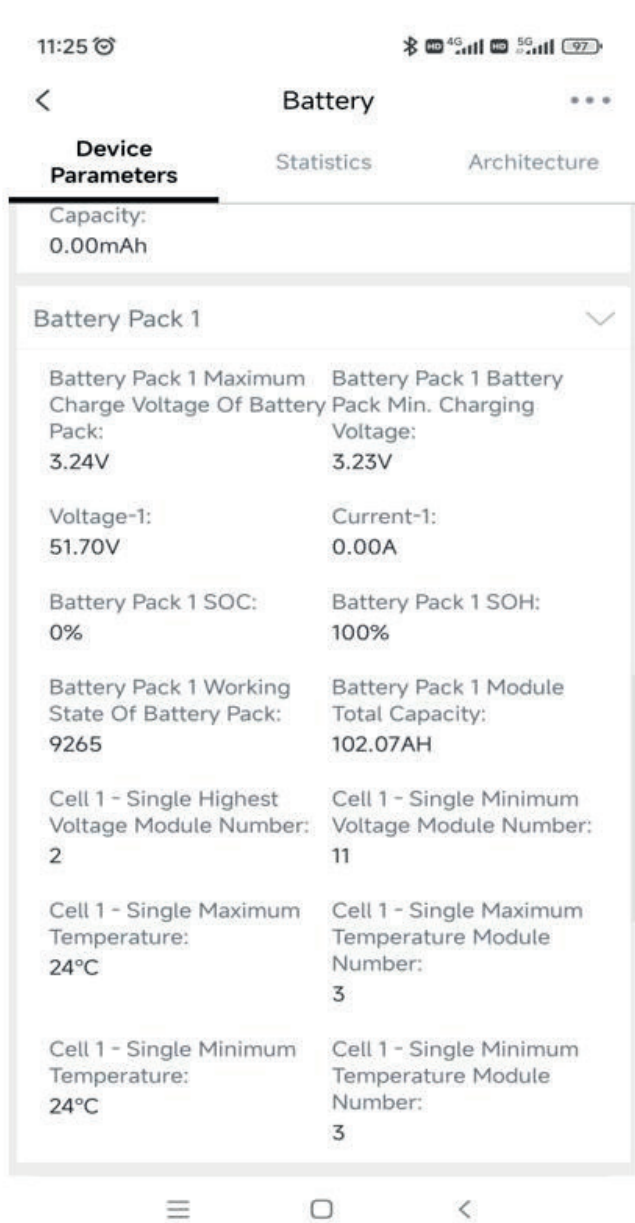 11:25
HD 4G HD 5G 97
Battery
Device
Parameters
Statistics
Architecture
Capacity:
0.00mAh
Battery Pack 1
Battery Pack 1 Maximum
Charge Voltage Of Battery
Pack:
3.24V
Battery Pack 1 Battery
Pack Min. Charging
Voltage:
3.23V
Voltage-1:
51.70V
Current-1:
0.00A
Battery Pack 1 SOC:
0%
Battery Pack 1 SOH:
100%
Battery Pack 1 Working
State Of Battery Pack:
9265
Battery Pack 1 Module
Total Capacity:
102.07AH
Cell 1 - Single Highest
Voltage Module Number:
2
Cell 1 - Single Minimum
Voltage Module Number:
11
Cell 1 - Single Maximum
Temperature:
24°C
Cell 1 - Single Maximum
Temperature Module
Number:
3
Cell 1 - Single Minimum
Temperature:
24°C
Cell 1 - Single Minimum
Temperature Module
Number:
3